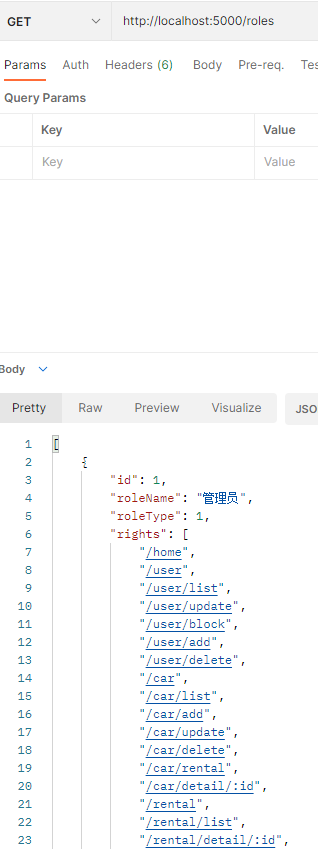 GET http://localhost:5000/roles
Params Auth Headers (6) Body Pre-req. Tes
Query Params
Key Value
Key Value
Body
Pretty Raw Preview Visualize JSO
1 [
2 {
3 "id": 1,
4 "roleName": "管理员",
5 "roleType": 1,
6 "rights": [
7 "/home",
8 "/user",
9 "/user/list",
10 "/user/update",
11 "/user/block",
12 "/user/add",
13 "/user/delete",
14 "/car",
15 "/car/list",
16 "/car/add",
17 "/car/update",
18 "/car/delete",
19 "/car/rental",
20 "/car/detail/:id",
21 "/rental",
22 "/rental/list",
23 "/rental/detail/:id",